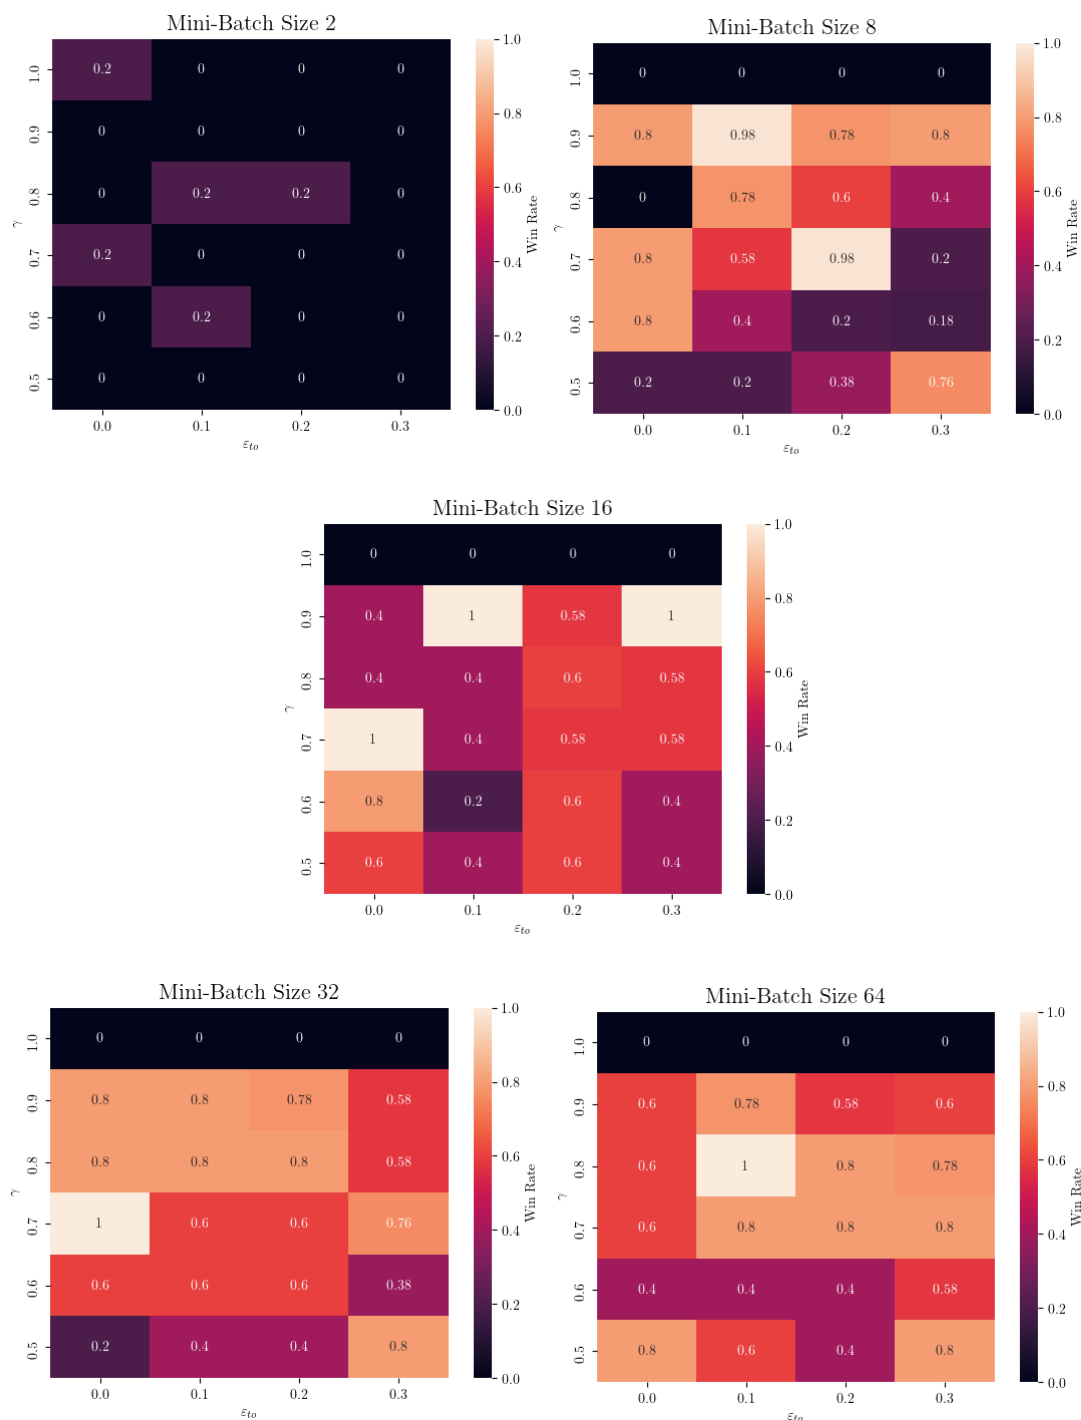 Mini-Batch Size 2
1.0 0.2 0 0 0
0.9 0 0 0 0
0.8 0 0.2 0.2 0
0.7 0.2 0 0 0
0.6 0 0.2 0 0
0.5 0 0 0 0
0.0 0.1 0.2 0.3
γ
ε_to
1.0
0.8
0.6
0.4
0.2
0.0
Win Rate
Mini-Batch Size 8
1.0 0 0 0 0
0.9 0.8 0.98 0.78 0.8
0.8 0 0.78 0.6 0.4
0.7 0.8 0.58 0.98 0.2
0.6 0.8 0.4 0.2 0.18
0.5 0.2 0.2 0.38 0.76
0.0 0.1 0.2 0.3
γ
ε_to
1.0
0.8
0.6
0.4
0.2
0.0
Win Rate
Mini-Batch Size 16
1.0 0 0 0 0
0.9 0.4 1 0.58 1
0.8 0.4 0.4 0.6 0.58
0.7 1 0.4 0.58 0.58
0.6 0.8 0.2 0.6 0.4
0.5 0.6 0.4 0.6 0.4
0.0 0.1 0.2 0.3
γ
ε_to
1.0
0.8
0.6
0.4
0.2
0.0
Win Rate
Mini-Batch Size 32
1.0 0 0 0 0
0.9 0.8 0.8 0.78 0.58
0.8 0.8 0.8 0.8 0.58
0.7 1 0.6 0.6 0.76
0.6 0.6 0.6 0.6 0.38
0.5 0.2 0.4 0.4 0.8
0.0 0.1 0.2 0.3
γ
ε_to
1.0
0.8
0.6
0.4
0.2
0.0
Win Rate
Mini-Batch Size 64
1.0 0 0 0 0
0.9 0.6 0.78 0.58 0.6
0.8 0.6 1 0.8 0.78
0.7 0.6 0.8 0.8 0.8
0.6 0.4 0.4 0.4 0.58
0.5 0.8 0.6 0.4 0.8
0.0 0.1 0.2 0.3
γ
ε_to
1.0
0.8
0.6
0.4
0.2
0.0
Win Rate